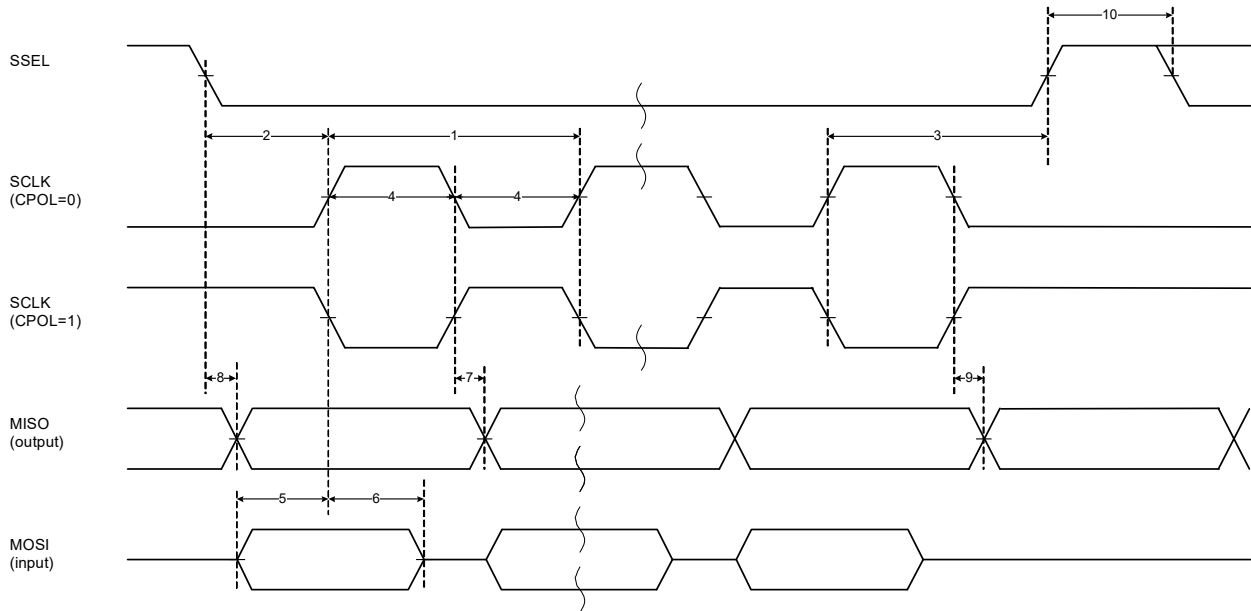 10
SSEL
2
1
3
SCLK
(CPOL=0)
4
4
SCLK
(CPOL=1)
8
7
9
MISO
(output)
5
6
MOSI
(input)